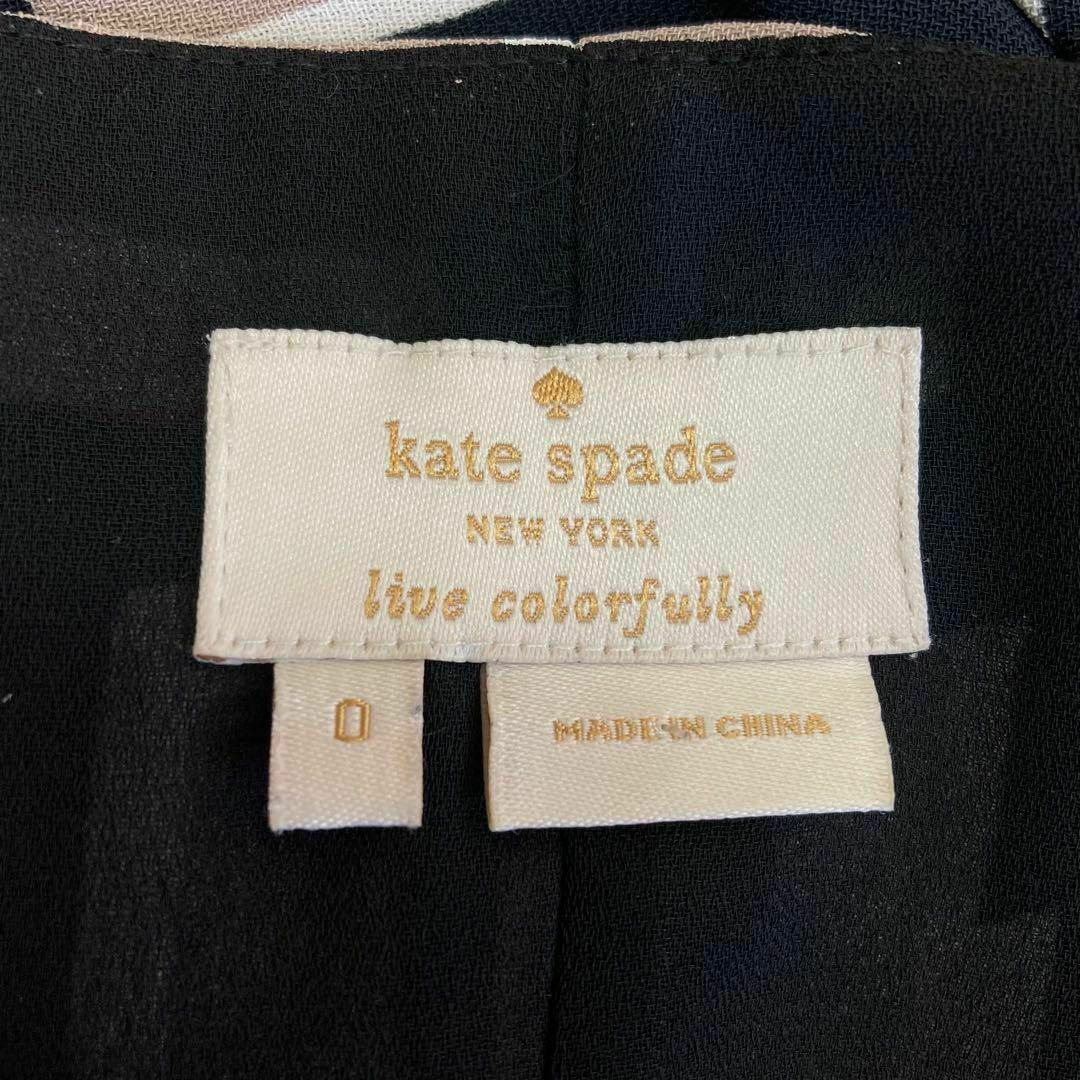 kate spade
NEW YORK
live colorfully
0
MADE IN CHINA